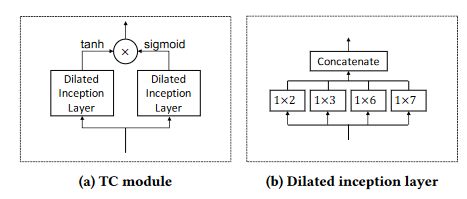 tanh × sigmoid
Dilated Inception Layer
Dilated Inception Layer
(a) TC module
Concatenate
1×2 1×3 1×6 1×7
(b) Dilated inception layer